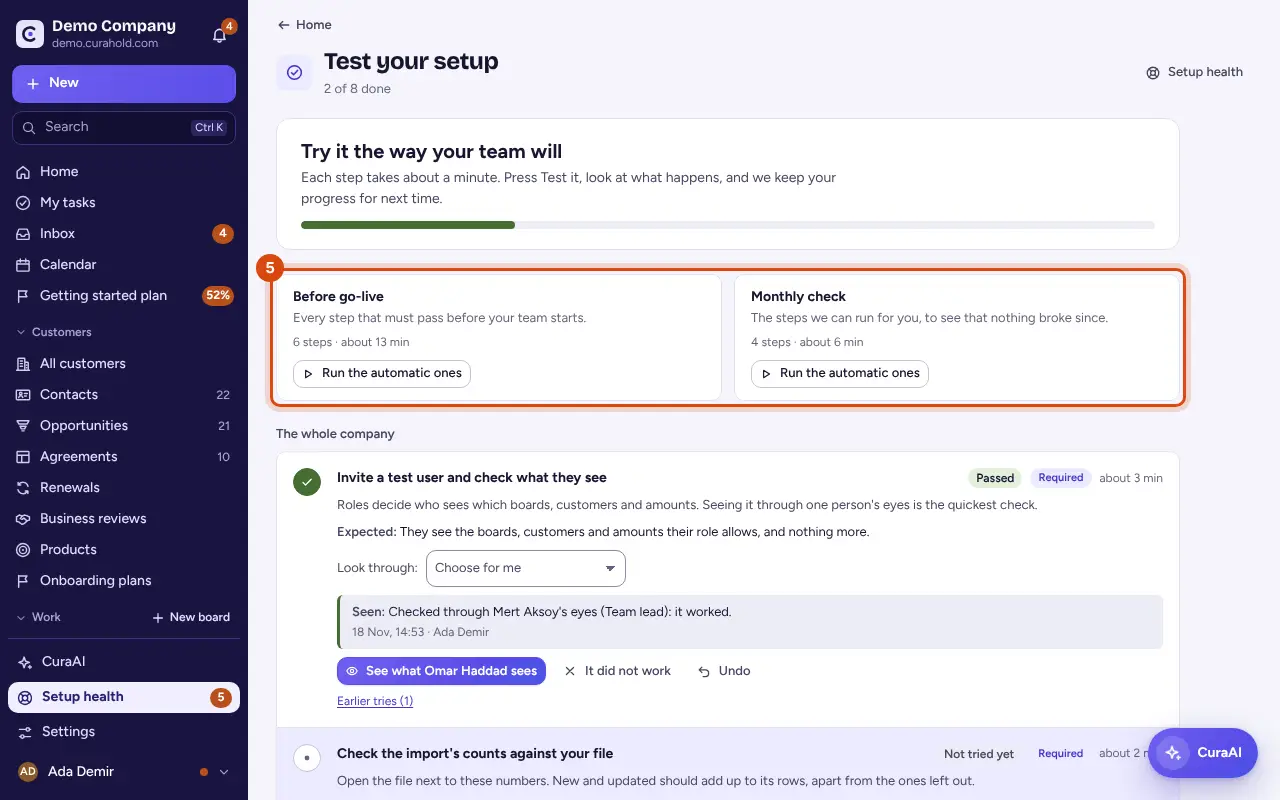 Demo Company
demo.curahold.com
4
New
Search
Ctrl K
Home
My tasks
Inbox
4
Calendar
Getting started plan
52%
Customers
All customers
Contacts
22
Opportunities
21
Agreements
10
Renewals
Business reviews
Products
Onboarding plans
Work
New board
CuraAI
Setup health
5
Settings
AD
Ada Demir
Home
Test your setup
2 of 8 done
Setup health
Try it the way your team will
Each step takes about a minute. Press Test it, look at what happens, and we keep your
progress for next time.
5
Before go-live
Every step that must pass before your team starts.
6 steps · about 13 min
Run the automatic ones
Monthly check
The steps we can run for you, to see that nothing broke since.
4 steps · about 6 min
Run the automatic ones
The whole company
Invite a test user and check what they see
Passed
Required
about 3 min
Roles decide who sees which boards, customers and amounts. Seeing it through one person's eyes is the quickest check.
Expected: They see the boards, customers and amounts their role allows, and nothing more.
Look through:
Choose for me
Seen: Checked through Mert Aksoy's eyes (Team lead): it worked.
18 Nov, 14:53 · Ada Demir
See what Omar Haddad sees
It did not work
Undo
Earlier tries (1)
Check the import's counts against your file
Not tried yet
Required
about 2
Open the file next to these numbers. New and updated should add up to its rows, apart from the ones left out.
CuraAI